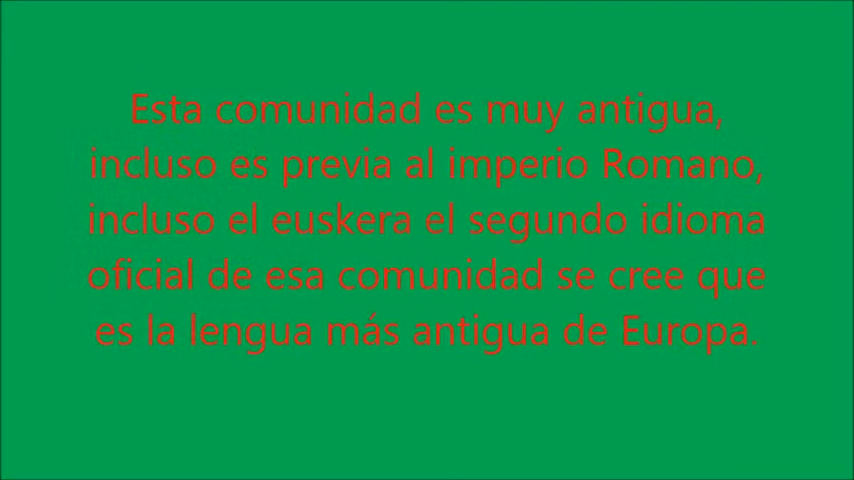 Esta comunidad es muy antigua,
incluso es previa al imperio Romano,
incluso el euskera el segundo idioma
oficial de esa comunidad se cree que
es la lengua más antigua de Europa.